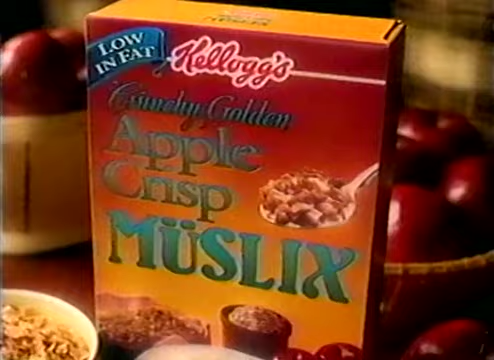 LOW
IN FAT
Kellogg's
Crunchy Golden
Apple
Crisp
MÜSLIX